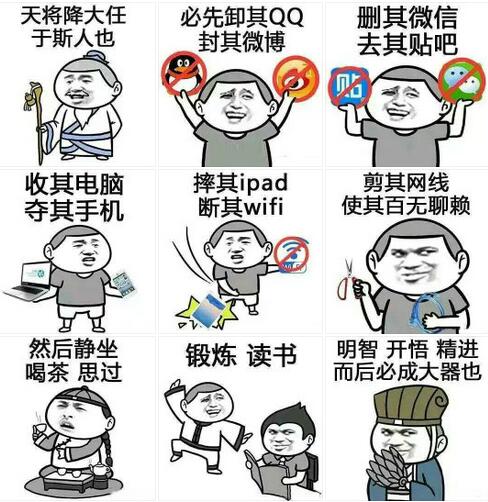 天将降大任
于斯人也
必先卸其QQ
封其微博
删其微信
去其贴吧
贴
收其电脑
夺其手机
摔其ipad
断其wifi
剪其网线
使其百无聊赖
然后静坐
喝茶 思过
锻炼 读书
明智 开悟 精进
而后必成大器也